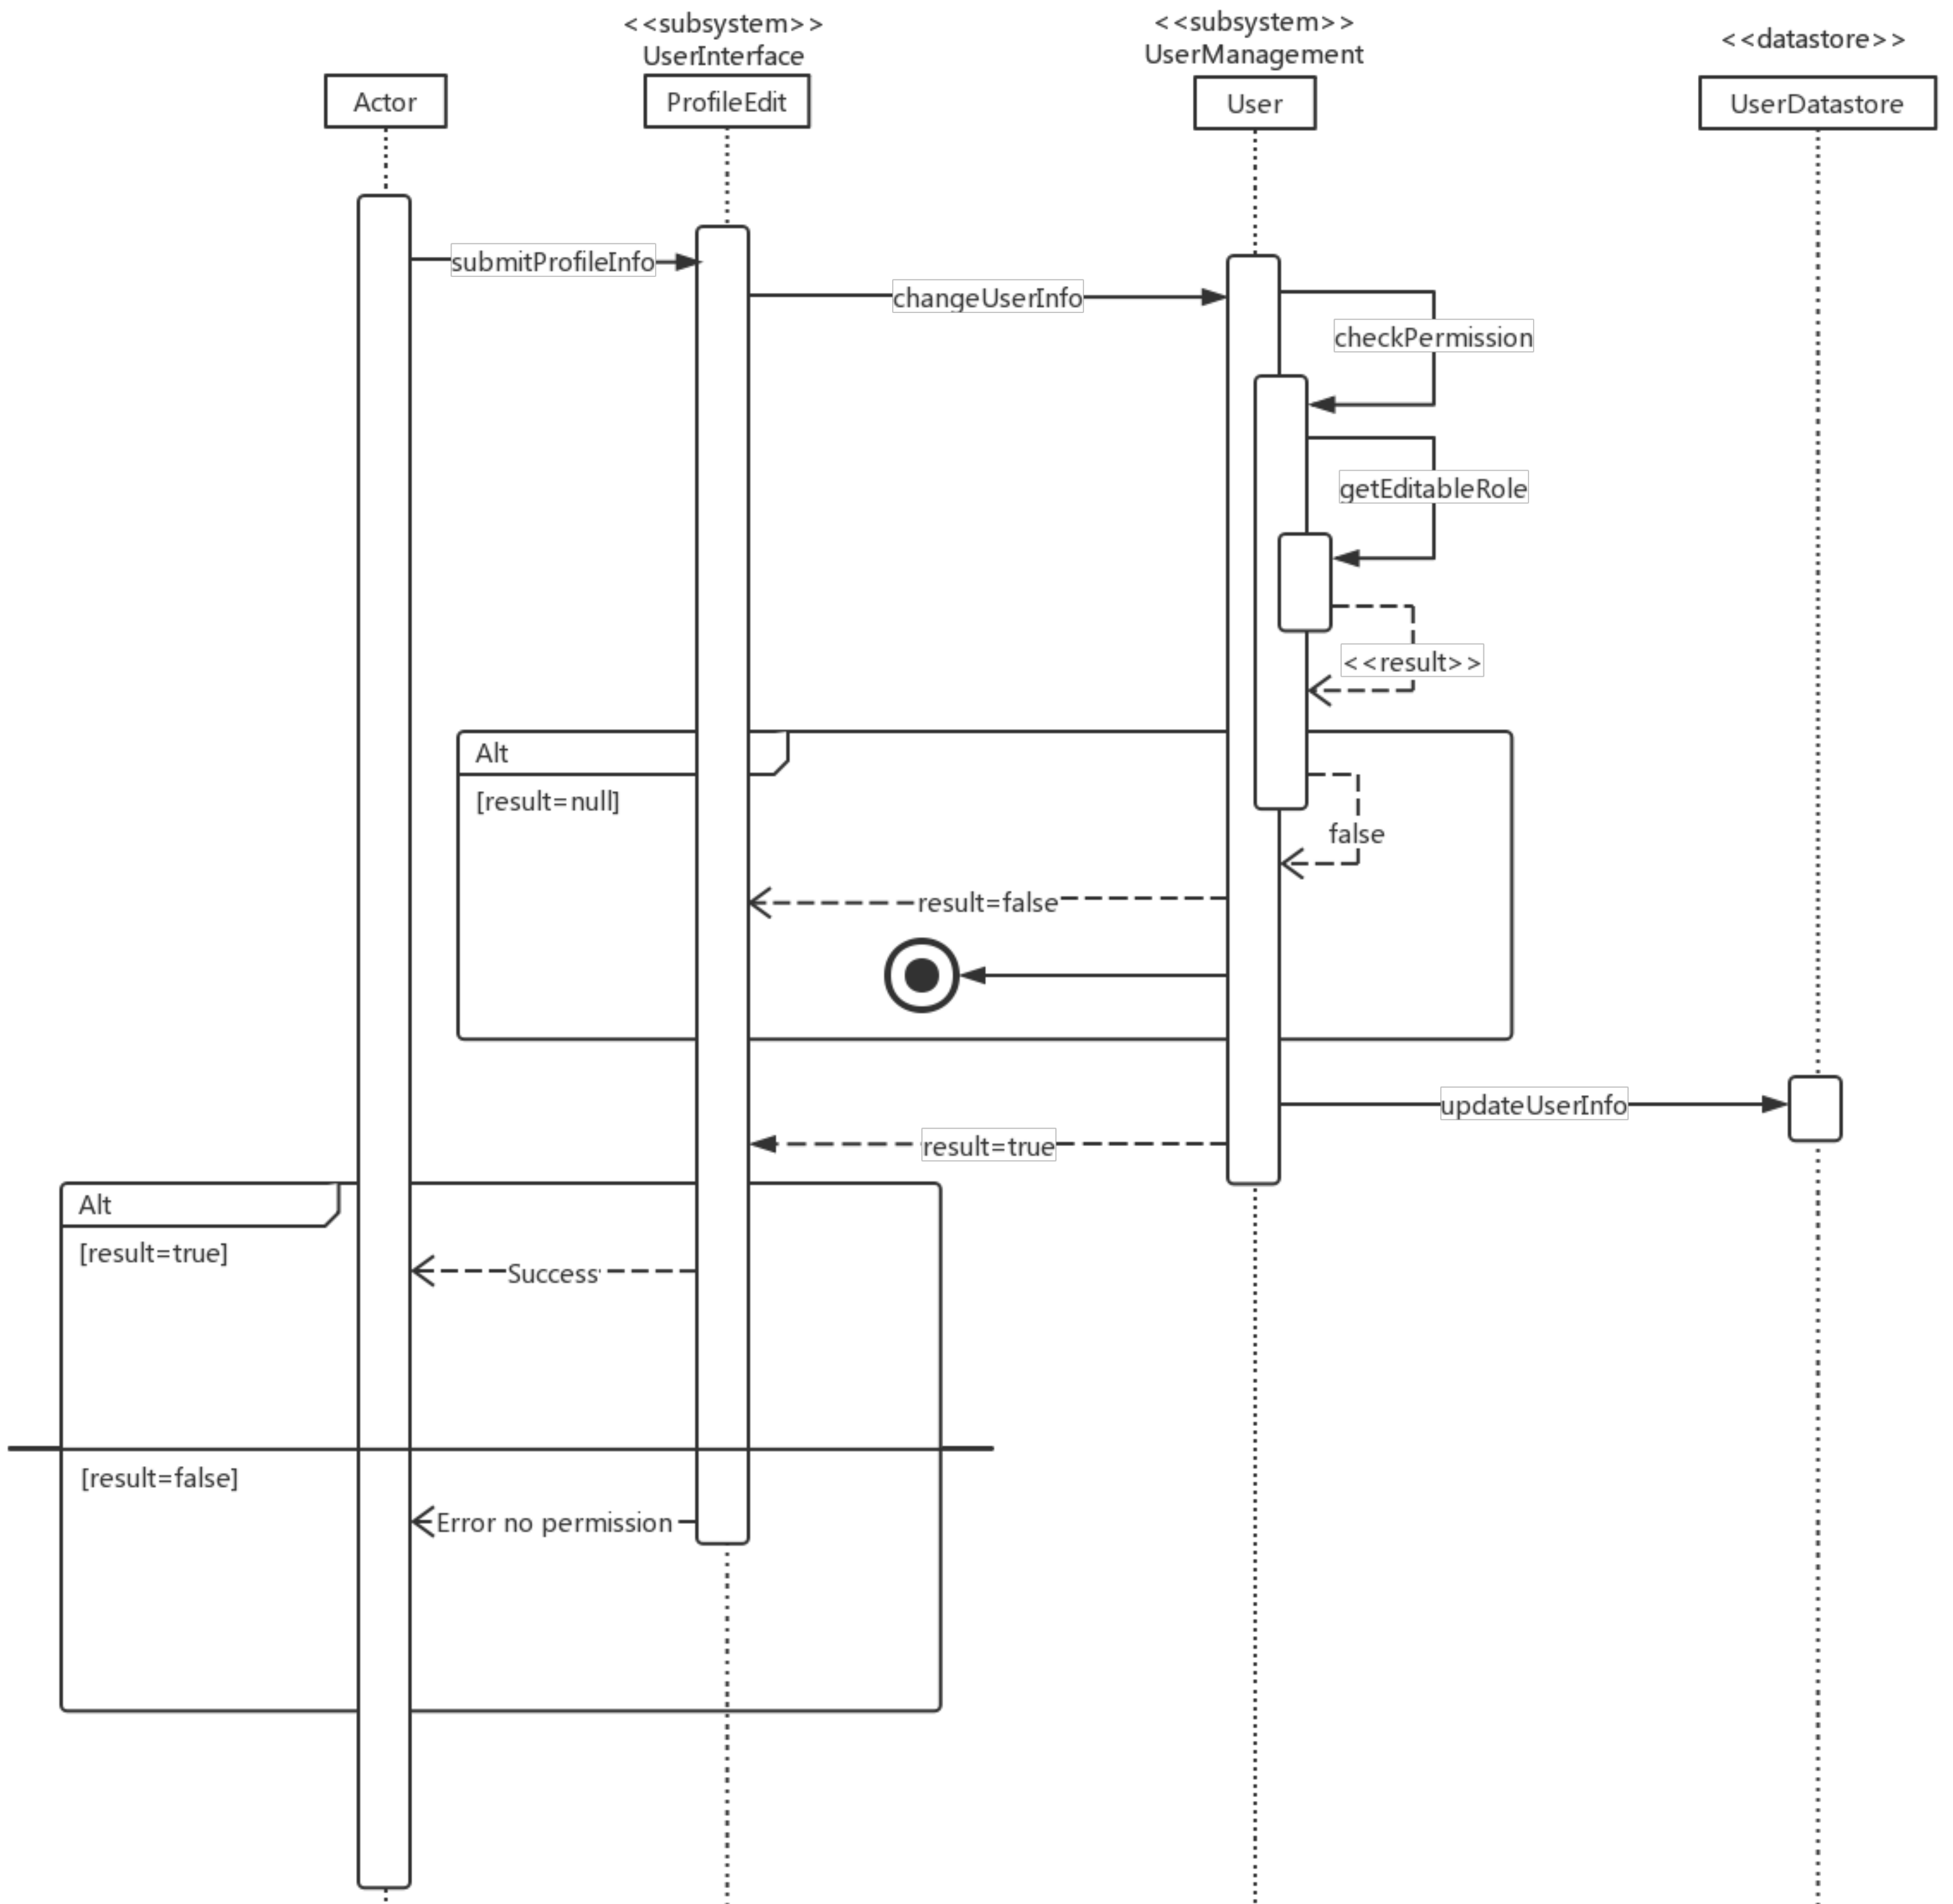 <<subsystem>>
UserInterface
<<subsystem>>
UserManagement
<<datastore>>
Actor
ProfileEdit
User
UserDatastore
submitProfileInfo
changeUserInfo
checkPermission
getEditableRole
<<result>>
Alt
[result=null]
false
result=false
updateUserInfo
result=true
Alt
[result=true]
Success
[result=false]
Error no permission